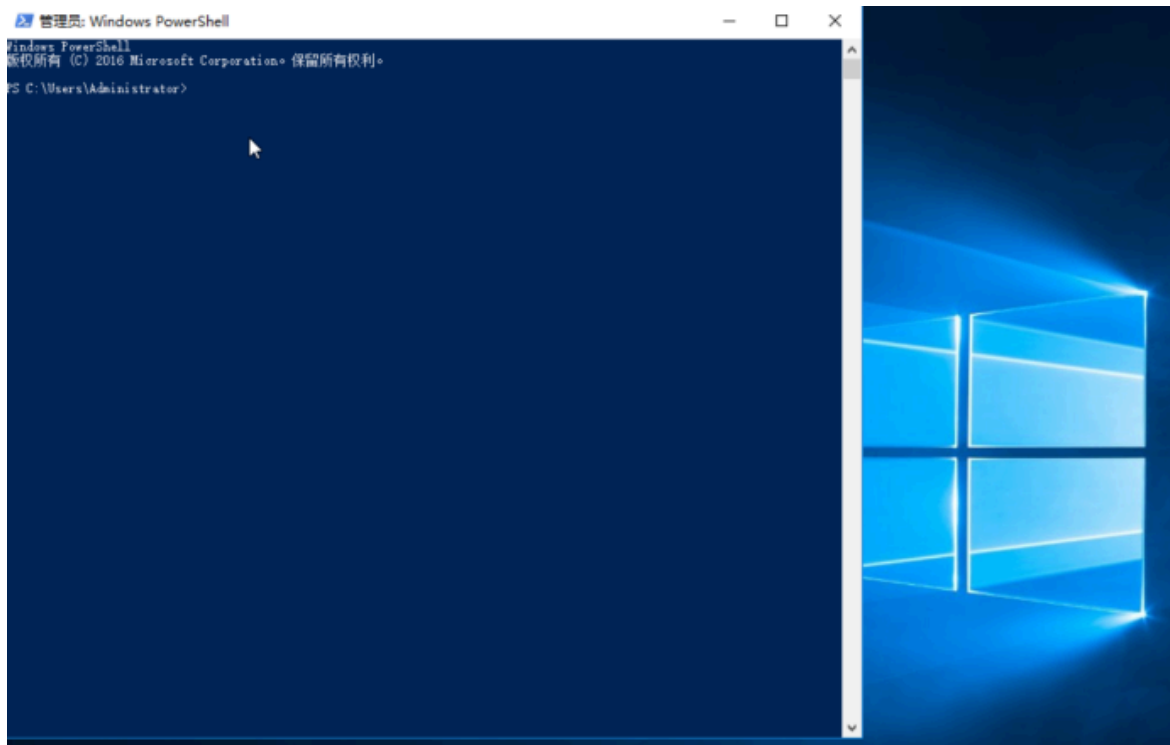 管理员: Windows PowerShell
Windows PowerShell
版权所有 (C) 2016 Microsoft Corporation。保留所有权利。
PS C:\Users\Administrator>